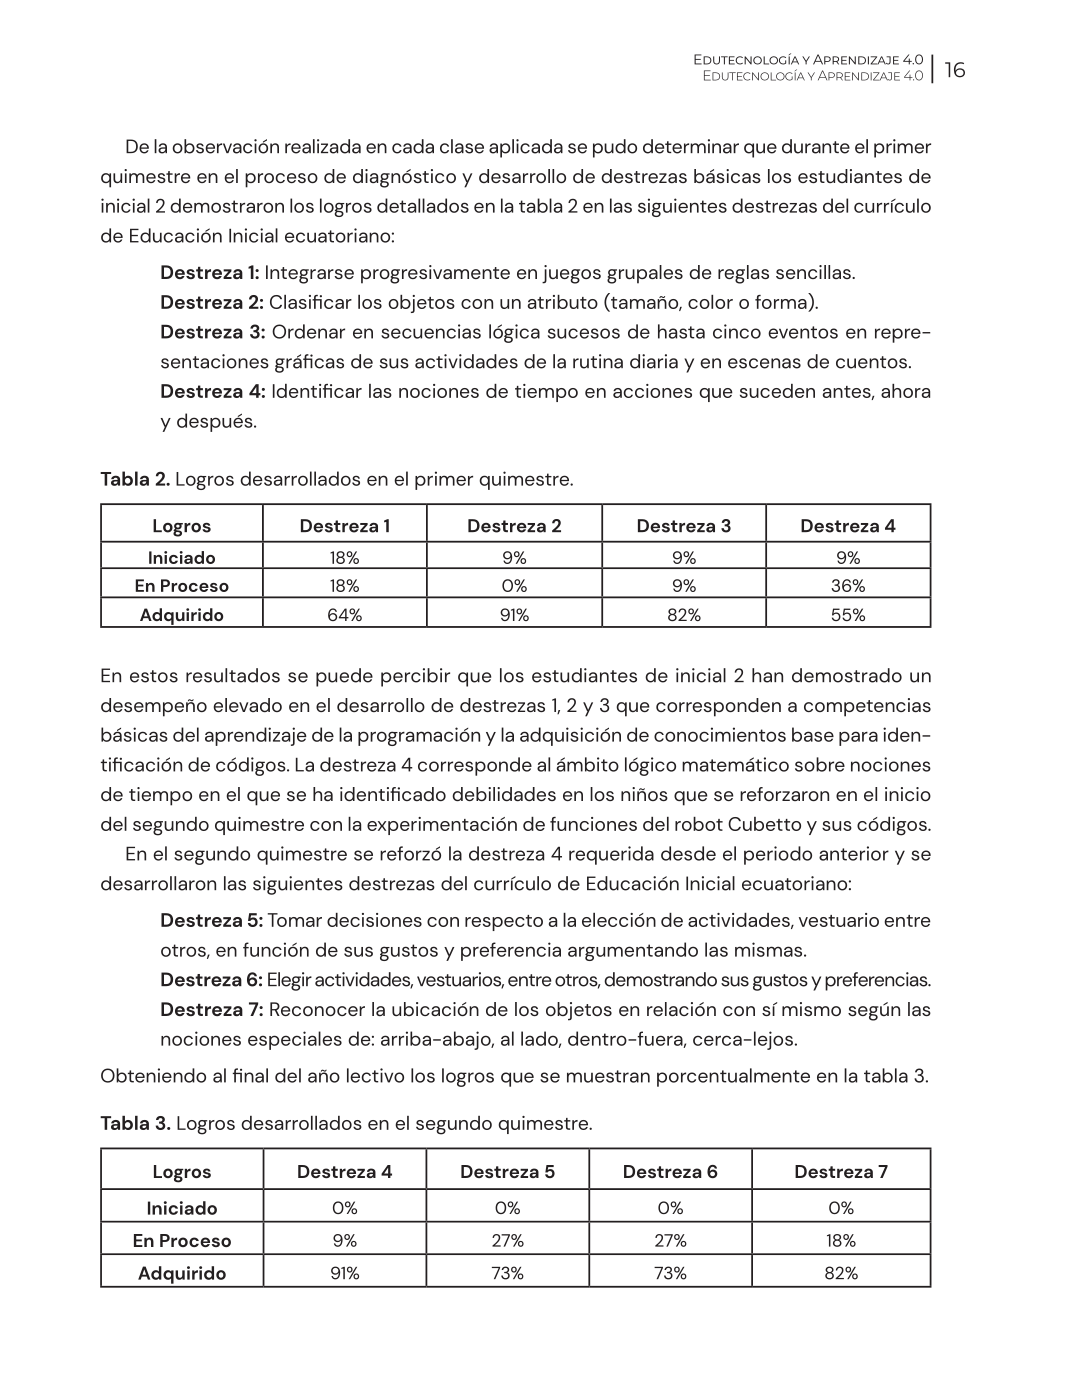 Edutecnología y Aprendizaje 4.0
Edutecnología y Aprendizaje 4.0
16
De la observación realizada en cada clase aplicada se pudo determinar que durante el primer
quimestre en el proceso de diagnóstico y desarrollo de destrezas básicas los estudiantes de
inicial 2 demostraron los logros detallados en la tabla 2 en las siguientes destrezas del currículo
de Educación Inicial ecuatoriano:
Destreza 1: Integrarse progresivamente en juegos grupales de reglas sencillas.
Destreza 2: Clasificar los objetos con un atributo (tamaño, color o forma).
Destreza 3: Ordenar en secuencias lógica sucesos de hasta cinco eventos en repre-
sentaciones gráficas de sus actividades de la rutina diaria y en escenas de cuentos.
Destreza 4: Identificar las nociones de tiempo en acciones que suceden antes, ahora
y después.
Tabla 2. Logros desarrollados en el primer quimestre.
Logros Destreza 1 Destreza 2 Destreza 3 Destreza 4
Iniciado 18% 9% 9% 9%
En Proceso 18% 0% 9% 36%
Adquirido 64% 91% 82% 55%
En estos resultados se puede percibir que los estudiantes de inicial 2 han demostrado un
desempeño elevado en el desarrollo de destrezas 1, 2 y 3 que corresponden a competencias
básicas del aprendizaje de la programación y la adquisición de conocimientos base para iden-
tificación de códigos. La destreza 4 corresponde al ámbito lógico matemático sobre nociones
de tiempo en el que se ha identificado debilidades en los niños que se reforzaron en el inicio
del segundo quimestre con la experimentación de funciones del robot Cubetto y sus códigos.
En el segundo quimestre se reforzó la destreza 4 requerida desde el periodo anterior y se
desarrollaron las siguientes destrezas del currículo de Educación Inicial ecuatoriano:
Destreza 5: Tomar decisiones con respecto a la elección de actividades, vestuario entre
otros, en función de sus gustos y preferencia argumentando las mismas.
Destreza 6: Elegir actividades, vestuarios, entre otros, demostrando sus gustos y preferencias.
Destreza 7: Reconocer la ubicación de los objetos en relación con sí mismo según las
nociones especiales de: arriba-abajo, al lado, dentro-fuera, cerca-lejos.
Obteniendo al final del año lectivo los logros que se muestran porcentualmente en la tabla 3.
Tabla 3. Logros desarrollados en el segundo quimestre.
Logros Destreza 4 Destreza 5 Destreza 6 Destreza 7
Iniciado 0% 0% 0% 0%
En Proceso 9% 27% 27% 18%
Adquirido 91% 73% 73% 82%